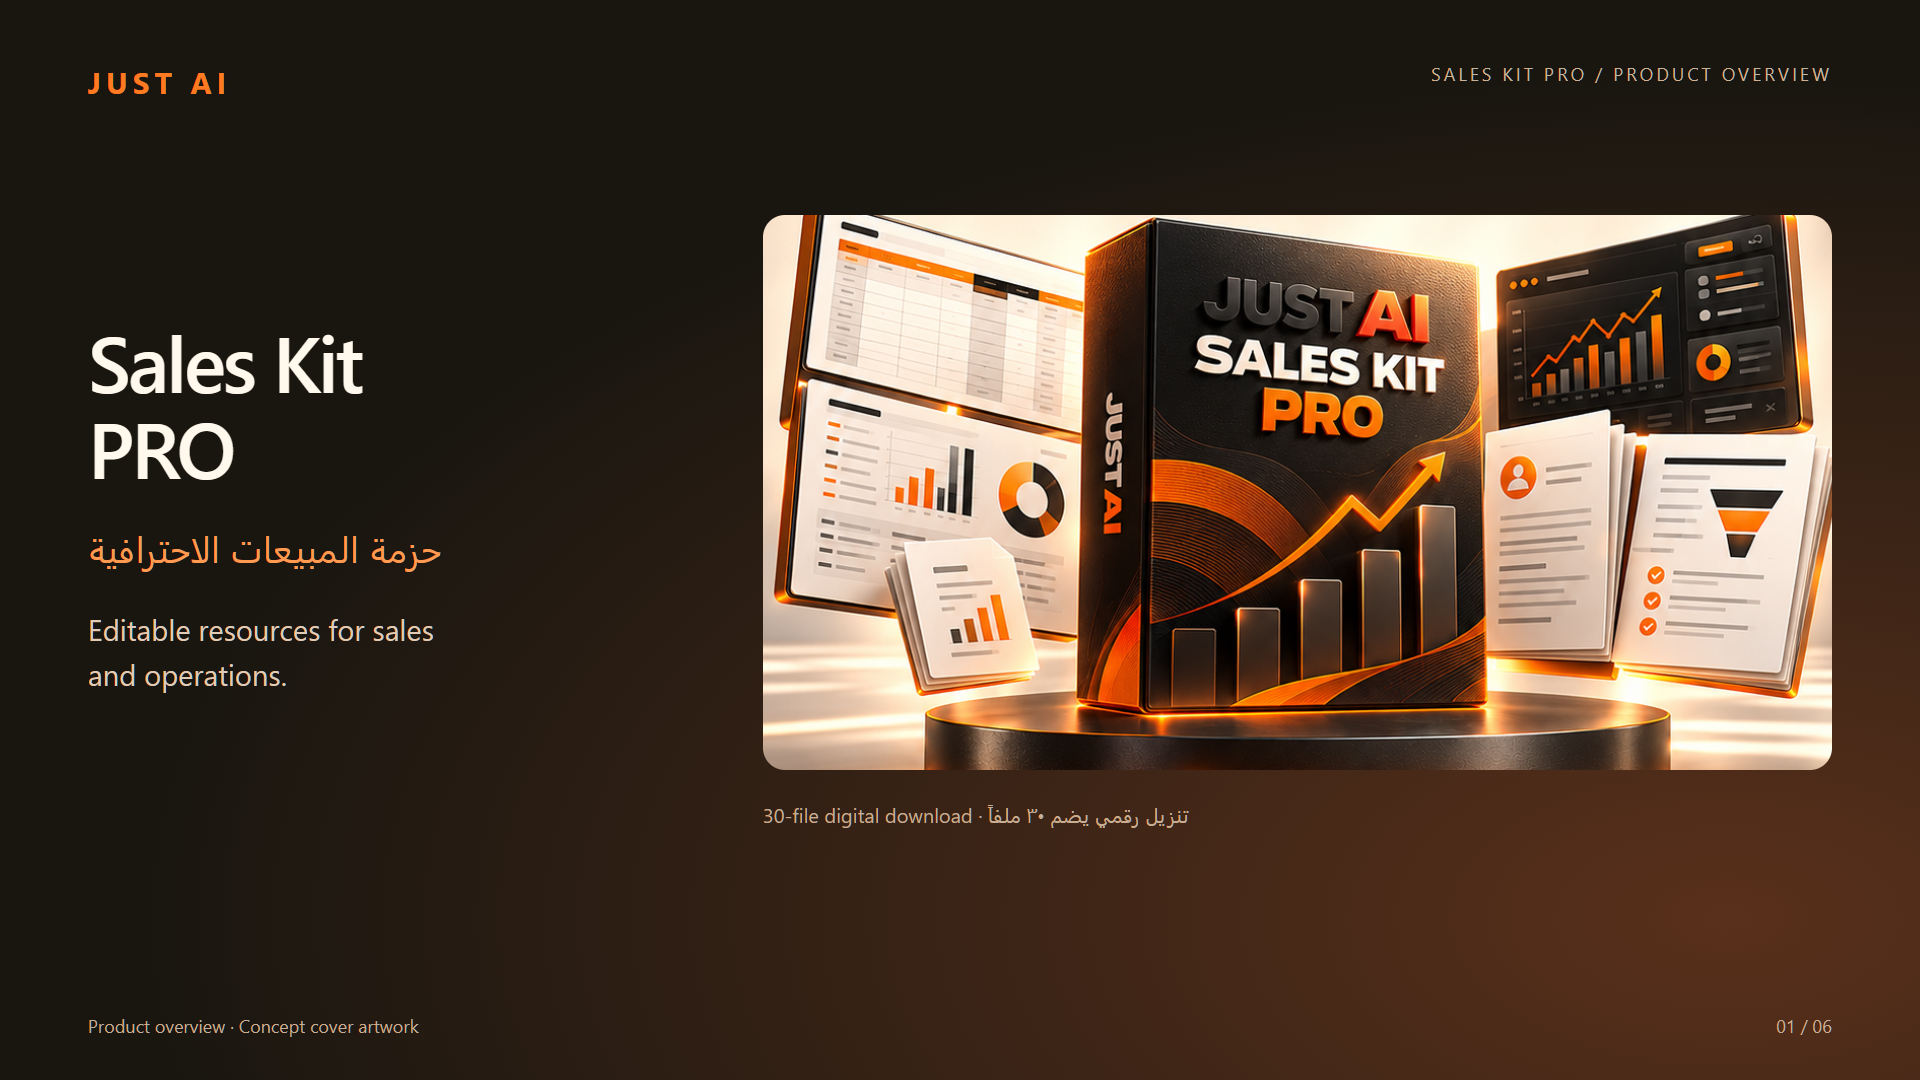 JUST AI
SALES KIT PRO / PRODUCT OVERVIEW
Sales Kit
PRO
حزمة المبيعات الاحترافية
Editable resources for sales
and operations.
JUST AI
SALES KIT
PRO
JUST AI
30-file digital download · تنزيل رقمي يضم ٣٠ ملفاً
Product overview · Concept cover artwork
01 / 06